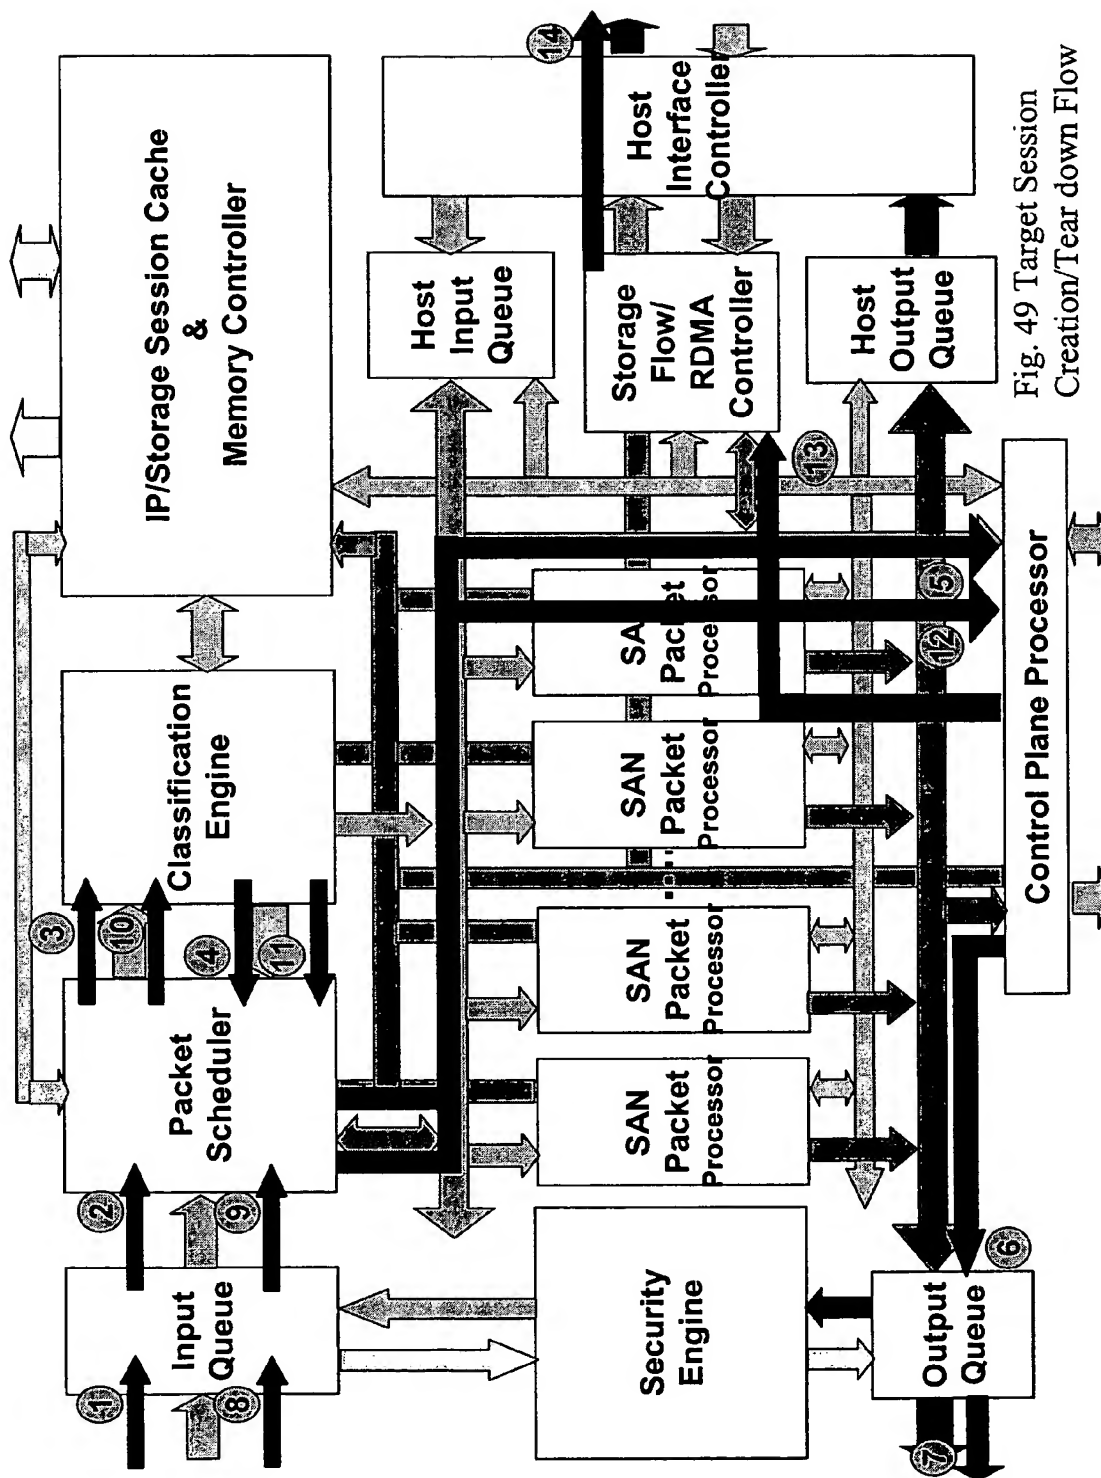 1
8
Input
Queue
2
9
Packet
Scheduler
3
10
4
11
Classification
Engine
IP/Storage Session Cache
&
Memory Controller
Security
Engine
SAN
Packet
Processor
SAN
Packet
Processor
....
SAN
Packet
Processor
SA
Packet
Processor
Host
Input
Queue
Storage
Flow/
RDMA
Controller
Host
Output
Queue
Host
Interface
Controller
14
13
12
5
6
7
Output
Queue
Control Plane Processor
Fig. 49 Target Session
Creation/Tear down Flow